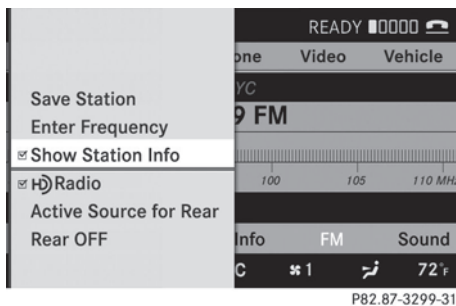 READY
one Video Vehicle
YC
9 FM
Save Station
Enter Frequency
Show Station Info
HD Radio
Active Source for Rear
Rear OFF
100 105 110 MHz
Info FM Sound
C 1 72°F
P82.87-3299-31